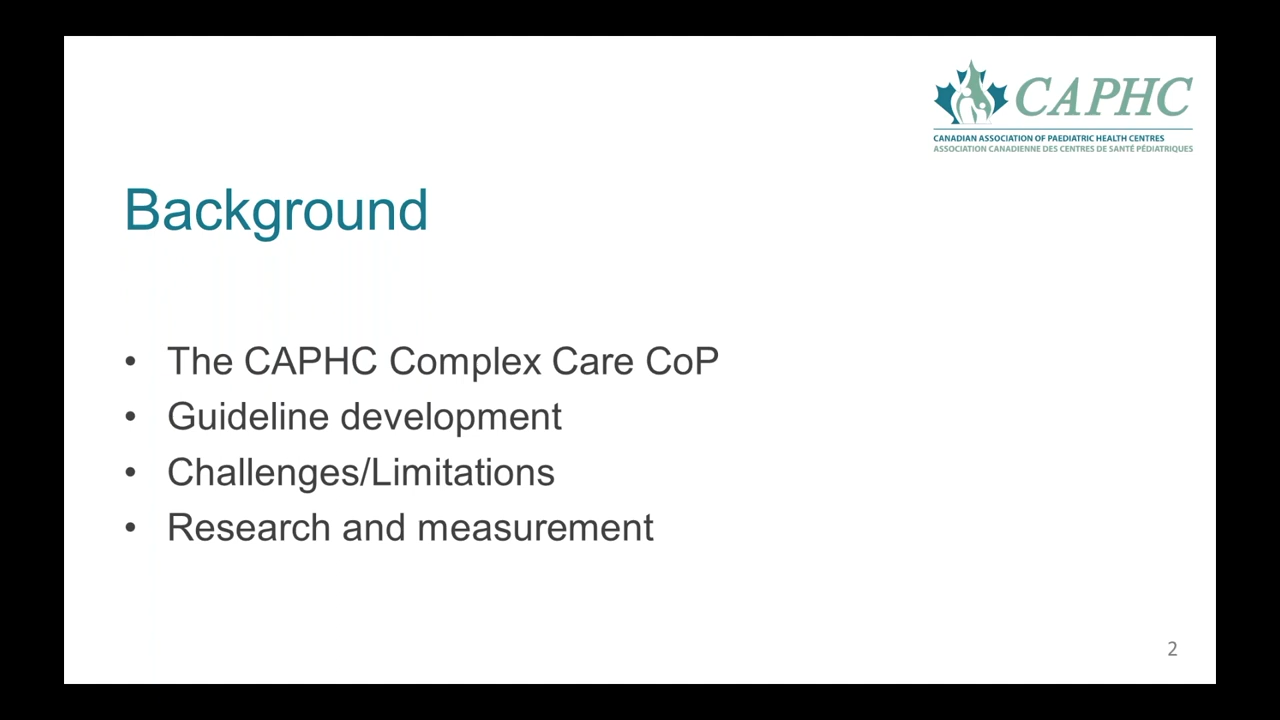 CAPHC
CANADIAN ASSOCIATION OF PAEDIATRIC HEALTH CENTRES
ASSOCIATION CANADIENNE DES CENTRES DE SANTÉ PÉDIATRIQUES
Background
• The CAPHC Complex Care CoP
• Guideline development
• Challenges/Limitations
• Research and measurement
2